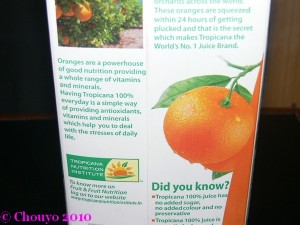 orchards across the world.
These oranges are squeezed
within 24 hours of getting
plucked and that is the secret
which makes Tropicana the
World's No. 1 Juice Brand.
Oranges are a powerhouse
of good nutrition providing
a whole range of vitamins
and minerals.
Having Tropicana 100%
everyday is a simple way
of providing antioxidants,
vitamins and minerals
which help you to deal
with the stresses of daily
life.
TROPICANA
NUTRITION
INSTITUTE
To know more on
Fruit & Food Nutrition
log on to our website
www.tropicananutritioninstitute.in
Did you know?
Tropicana 100% juice has
no added sugar,
no added colour and no
preservative
Tropicana 100% juice is
© Chouyo 2010